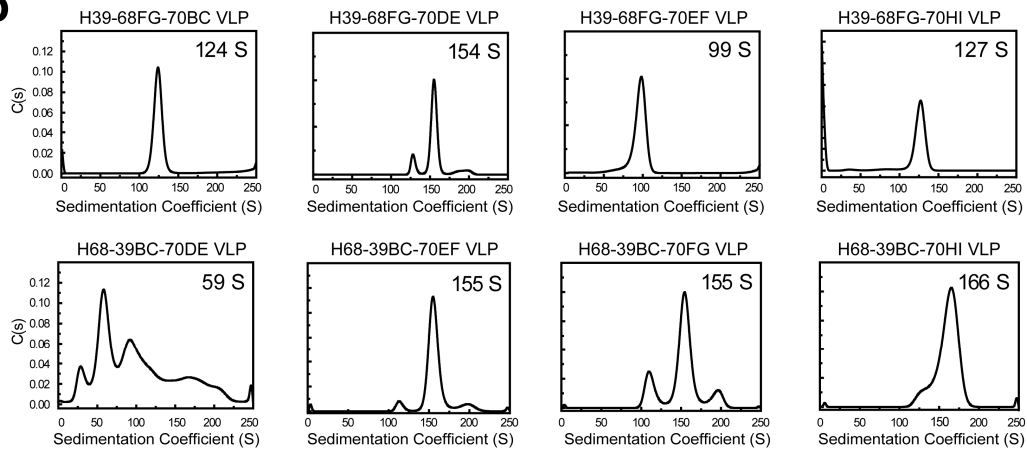 H39-68FG-70BC VLP
H39-68FG-70DE VLP
H39-68FG-70EF VLP
H39-68FG-70HI VLP
124 S
154 S
99 S
127 S
C(s)
0.12
0.10
0.08
0.06
0.04
0.02
0.00
0 50 100 150 200 250
0 50 100 150 200 250
0 50 100 150 200 250
0 50 100 150 200 250
Sedimentation Coefficient (S)
Sedimentation Coefficient (S)
Sedimentation Coefficient (S)
Sedimentation Coefficient (S)
H68-39BC-70DE VLP
H68-39BC-70EF VLP
H68-39BC-70FG VLP
H68-39BC-70HI VLP
59 S
155 S
155 S
166 S
C(s)
0.12
0.10
0.08
0.06
0.04
0.02
0.00
0 50 100 150 200 250
0 50 100 150 200 250
0 50 100 150 200 250
0 50 100 150 200 250
Sedimentation Coefficient (S)
Sedimentation Coefficient (S)
Sedimentation Coefficient (S)
Sedimentation Coefficient (S)